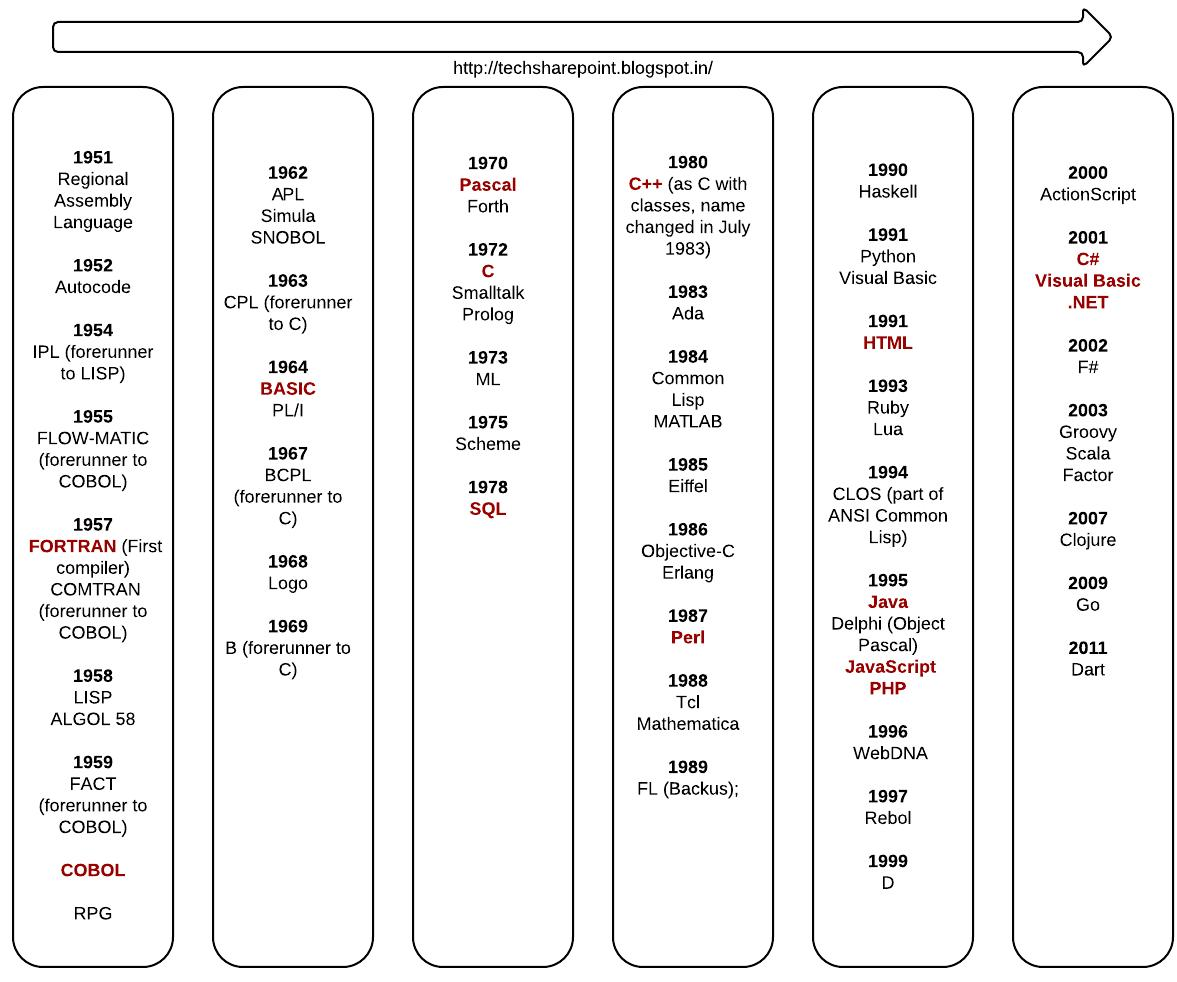 http://techsharepoint.blogspot.in/
1951
Regional
Assembly
Language
1952
Autocode
1954
IPL (forerunner
to LISP)
1955
FLOW-MATIC
(forerunner to
COBOL)
1957
FORTRAN (First
compiler)
COMTRAN
(forerunner to
COBOL)
1958
LISP
ALGOL 58
1959
FACT
(forerunner to
COBOL)
COBOL
RPG
1962
APL
Simula
SNOBOL
1963
CPL (forerunner
to C)
1964
BASIC
PL/I
1967
BCPL
(forerunner to
C)
1968
Logo
1969
B (forerunner to
C)
1970
Pascal
Forth
1972
C
Smalltalk
Prolog
1973
ML
1975
Scheme
1978
SQL
1980
C++ (as C with
classes, name
changed in July
1983)
1983
Ada
1984
Common
Lisp
MATLAB
1985
Eiffel
1986
Objective-C
Erlang
1987
Perl
1988
Tcl
Mathematica
1989
FL (Backus);
1990
Haskell
1991
Python
Visual Basic
1991
HTML
1993
Ruby
Lua
1994
CLOS (part of
ANSI Common
Lisp)
1995
Java
Delphi (Object
Pascal)
JavaScript
PHP
1996
WebDNA
1997
Rebol
1999
D
2000
ActionScript
2001
C#
Visual Basic
.NET
2002
F#
2003
Groovy
Scala
Factor
2007
Clojure
2009
Go
2011
Dart